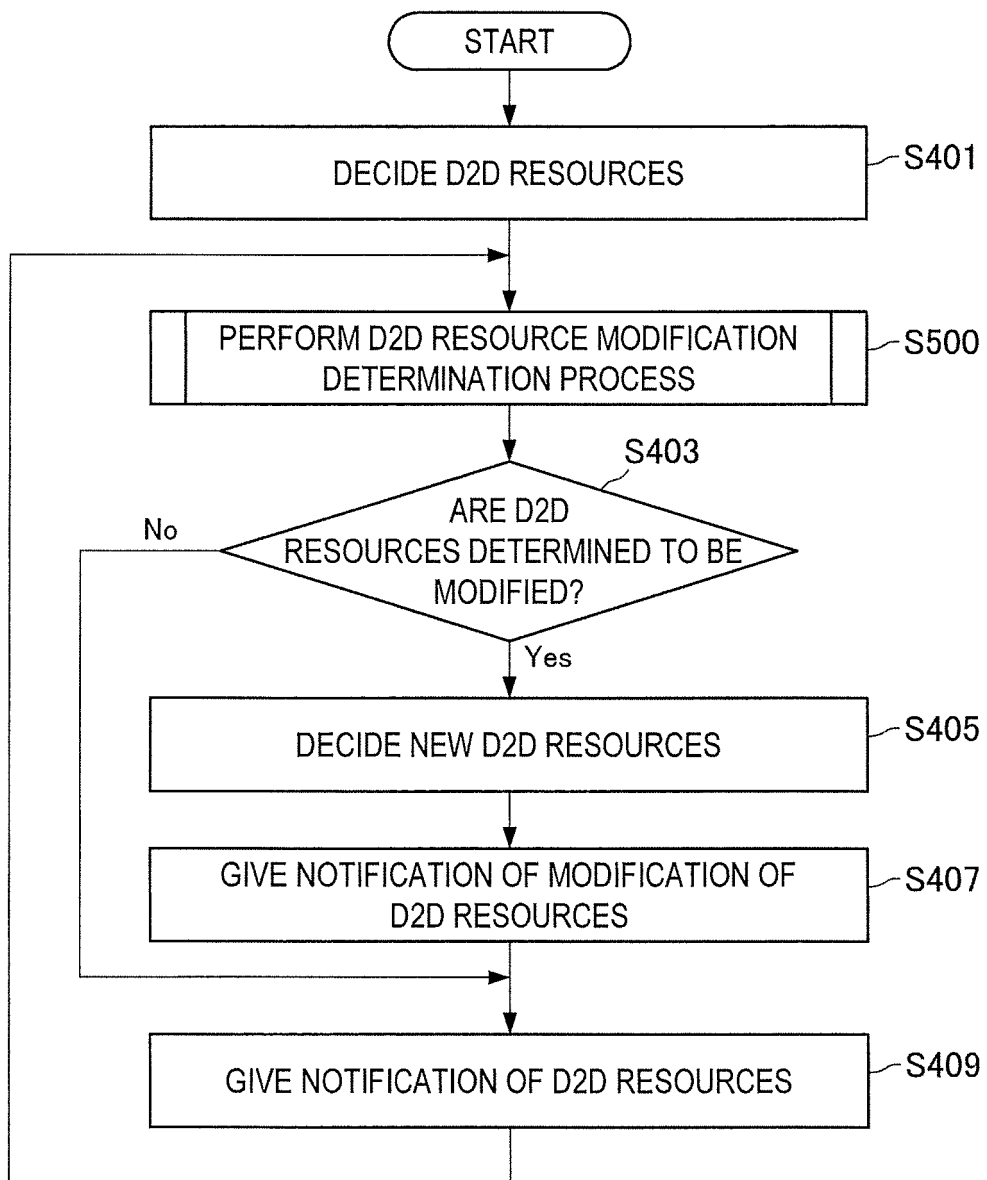 START
DECIDE D2D RESOURCES
S401
PERFORM D2D RESOURCE MODIFICATION
DETERMINATION PROCESS
S500
S403
ARE D2D
RESOURCES DETERMINED TO BE
MODIFIED?
No
Yes
DECIDE NEW D2D RESOURCES
S405
GIVE NOTIFICATION OF MODIFICATION OF
D2D RESOURCES
S407
GIVE NOTIFICATION OF D2D RESOURCES
S409